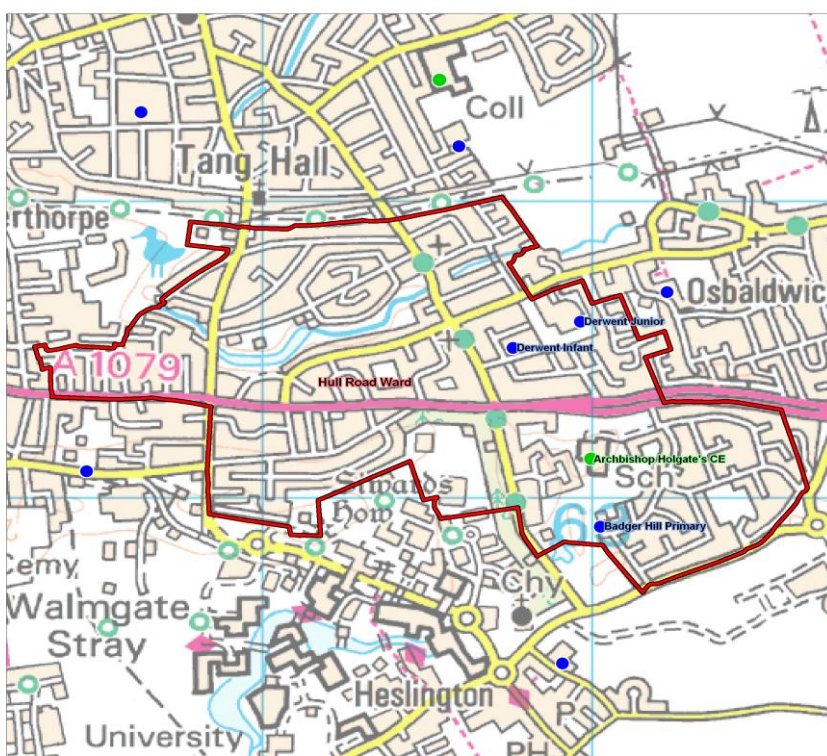 Coll
Tang Hall
erthorpe
Osbaldwic
Derwent Junior
Derwent Infant
A 1079
Hull Road Ward
Archbishop Holgate's CE
Sch
Siwards
How
Badger Hill Primary
Cemy
Chy
Walmgate
Stray
Heslington
P
University
PH